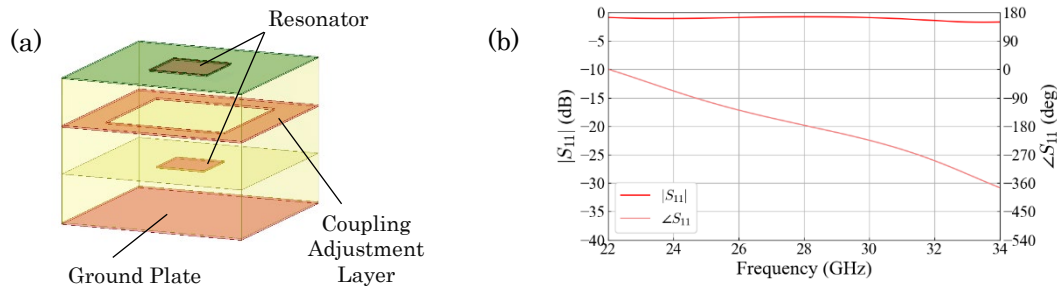 (a)
Resonator
Coupling
Adjustment
Layer
Ground Plate
(b)
0
−5
−10
−15
−20
−25
−30
−35
−40
|S₁₁| (dB)
180
90
0
−90
−180
−270
−360
−450
−540
∠S₁₁ (deg)
|S₁₁|
∠S₁₁
22 24 26 28 30 32 34
Frequency (GHz)